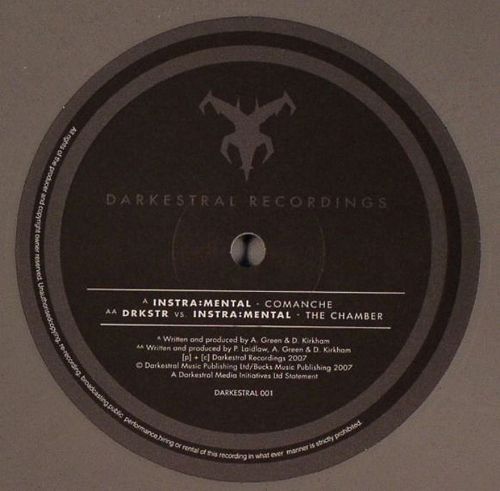 DARKESTRAL RECORDINGS
A INSTRA:MENTAL - COMANCHE
AA DRKSTR vs. INSTRA:MENTAL - THE CHAMBER
^ Written and produced by A. Green & D. Kirkham
^^ Written and produced by P. Laidlaw, A. Green & D. Kirkham
[p] + [c] Darkestral Recordings 2007
© Darkestral Music Publishing Ltd/Bucks Music Publishing 2007
A Darkestral Media Initiatives Ltd Statement
DARKESTRAL 001
All rights of the producer and copyright owner reserved. Unauthorised copying, re recording, broadcasting public performance, hiring or rental of this recording in what ever manner is strictly prohibited.